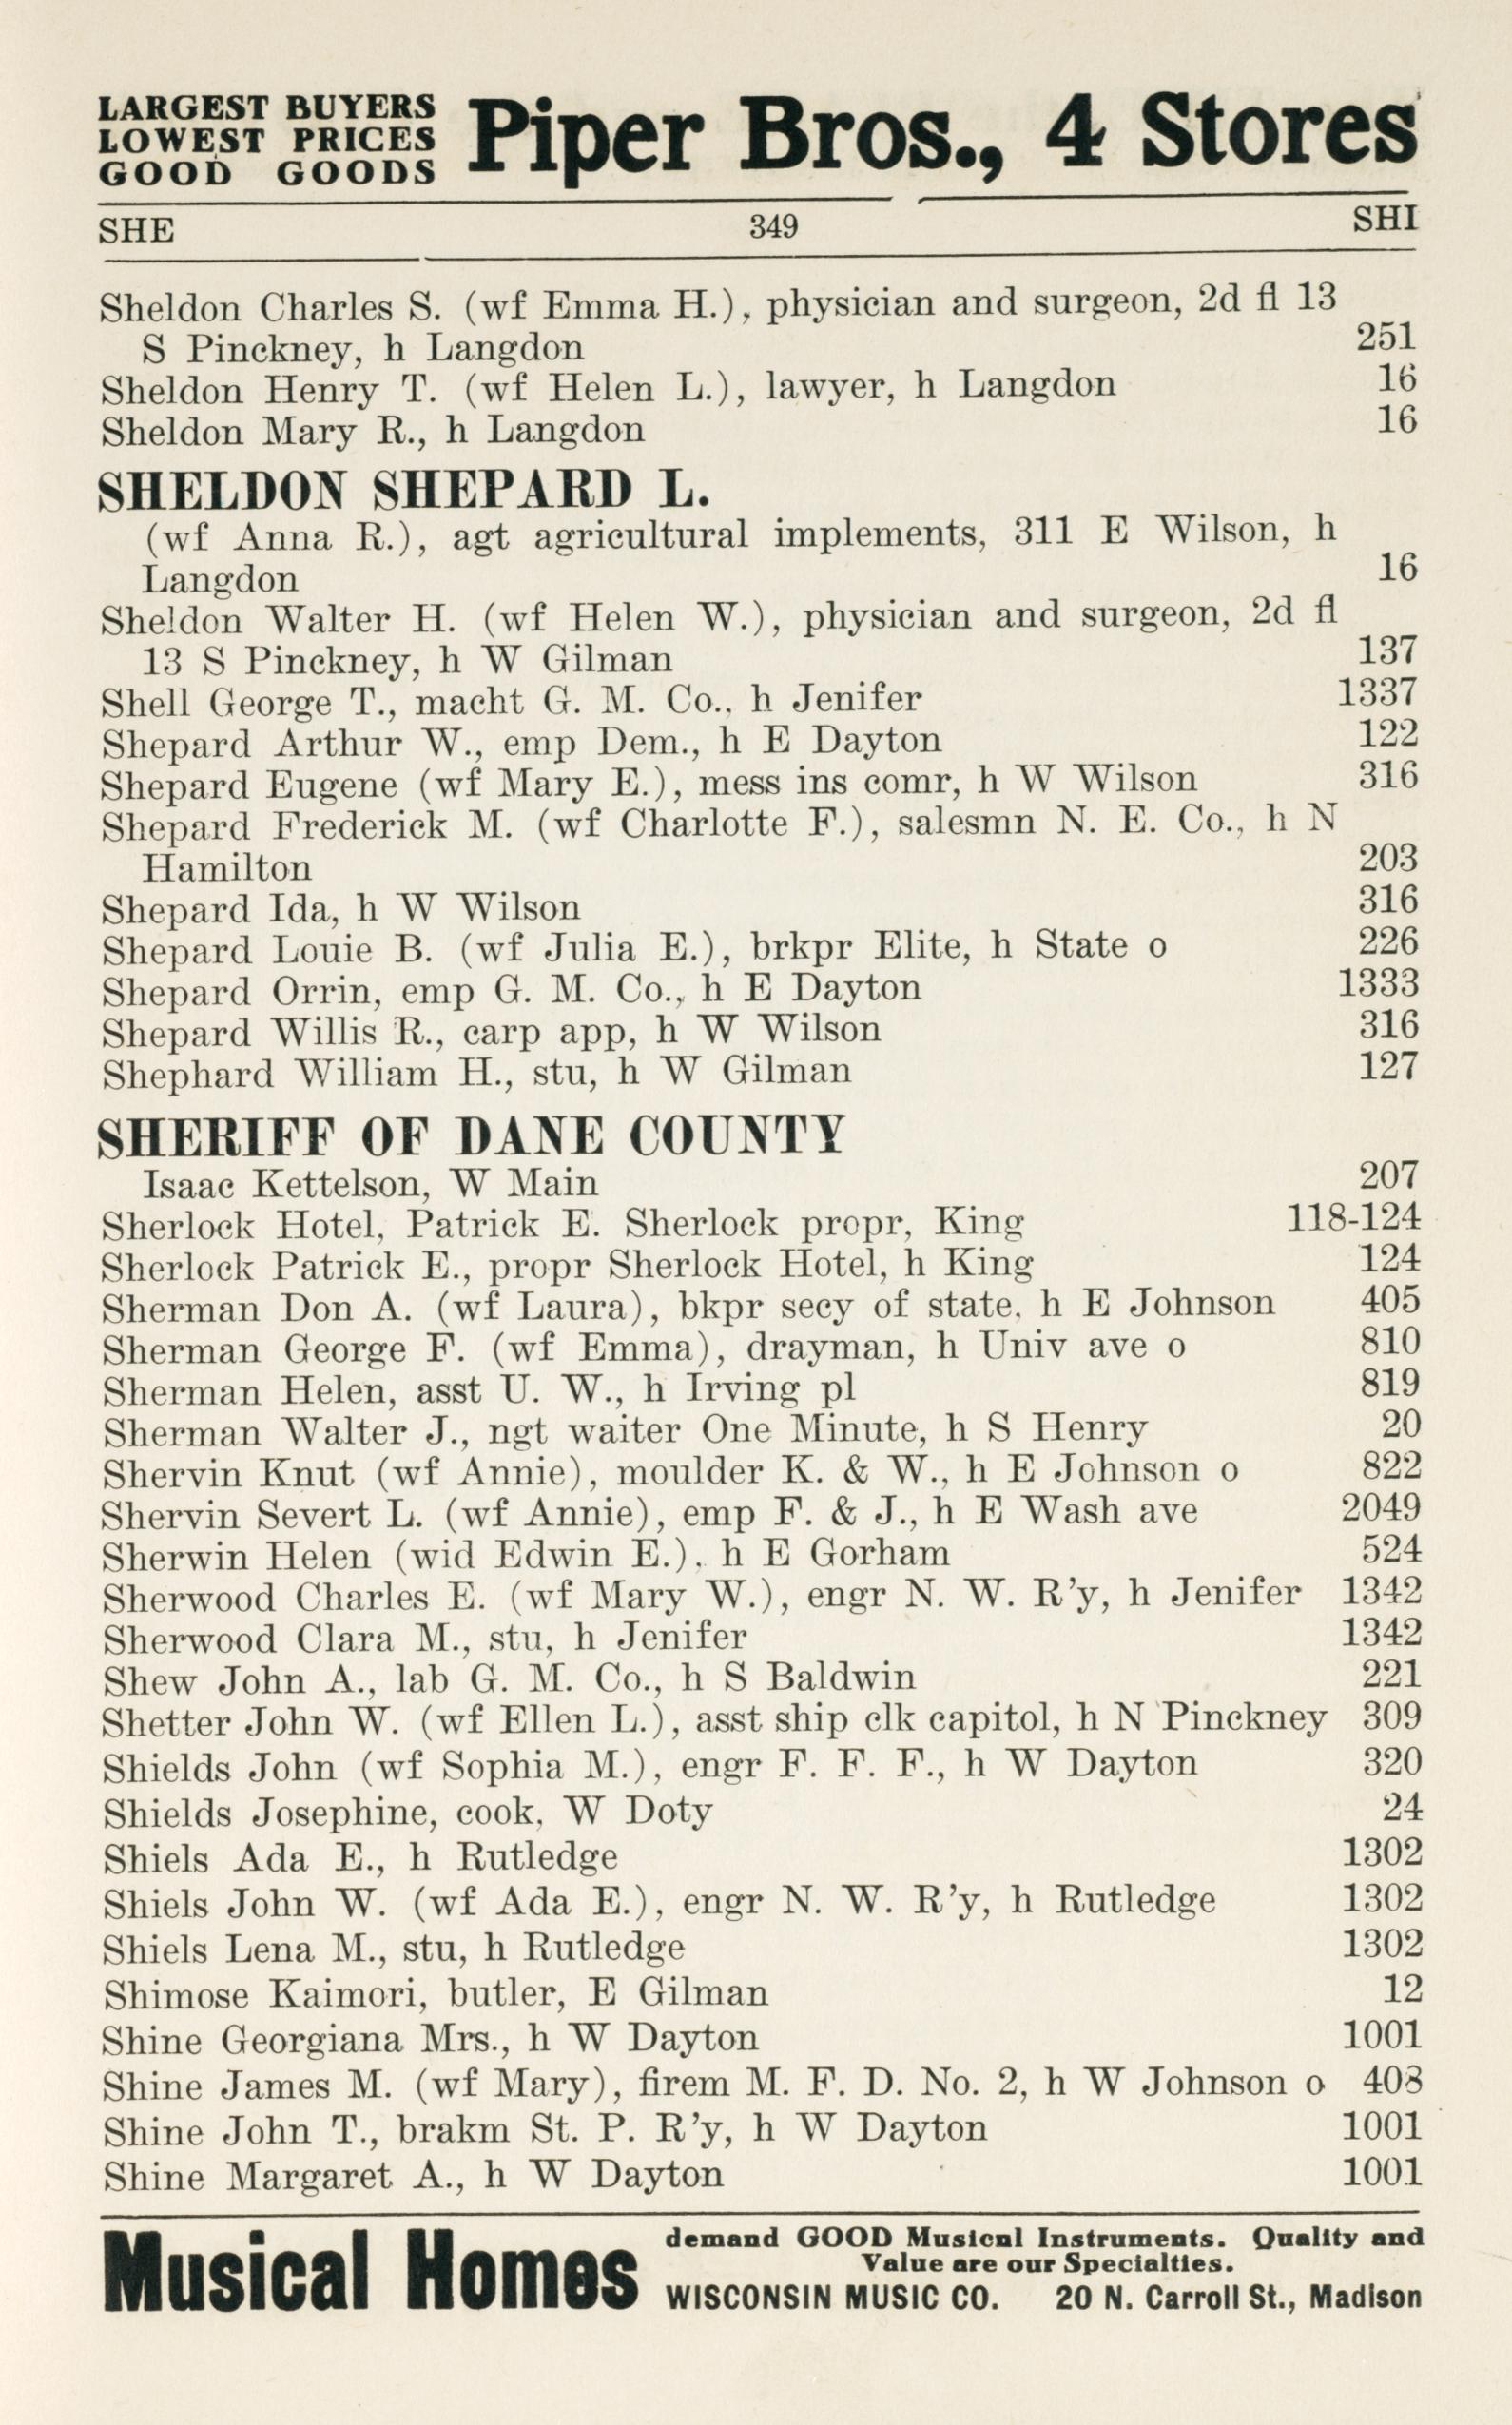 LARGEST BUYERS
LOWEST PRICES
GOOD GOODS
Piper Bros., 4 Stores
SHE 349 SHI
Sheldon Charles S. (wf Emma H.), physician and surgeon, 2d fl 13
S Pinckney, h Langdon 251
Sheldon Henry T. (wf Helen L.), lawyer, h Langdon 16
Sheldon Mary R., h Langdon 16
SHELDON SHEPARD L.
(wf Anna R.), agt agricultural implements, 311 E Wilson, h
Langdon 16
Sheldon Walter H. (wf Helen W.), physician and surgeon, 2d fl
13 S Pinckney, h W Gilman 137
Shell George T., macht G. M. Co., h Jenifer 1337
Shepard Arthur W., emp Dem., h E Dayton 122
Shepard Eugene (wf Mary E.), mess ins comr, h W Wilson 316
Shepard Frederick M. (wf Charlotte F.), salesmn N. E. Co., h N
Hamilton 203
Shepard Ida, h W Wilson 316
Shepard Louie B. (wf Julia E.), brkpr Elite, h State o 226
Shepard Orrin, emp G. M. Co., h E Dayton 1333
Shepard Willis R., carp app, h W Wilson 316
Shephard William H., stu, h W Gilman 127
SHERIFF OF DANE COUNTY
Isaac Kettelson, W Main 207
Sherlock Hotel, Patrick E. Sherlock propr, King 118-124
Sherlock Patrick E., propr Sherlock Hotel, h King 124
Sherman Don A. (wf Laura), bkpr secy of state, h E Johnson 405
Sherman George F. (wf Emma), drayman, h Univ ave o 810
Sherman Helen, asst U. W., h Irving pl 819
Sherman Walter J., ngt waiter One Minute, h S Henry 20
Shervin Knut (wf Annie), moulder K. & W., h E Johnson o 822
Shervin Severt L. (wf Annie), emp F. & J., h E Wash ave 2049
Sherwin Helen (wid Edwin E.), h E Gorham 524
Sherwood Charles E. (wf Mary W.), engr N. W. R'y, h Jenifer 1342
Sherwood Clara M., stu, h Jenifer 1342
Shew John A., lab G. M. Co., h S Baldwin 221
Shetter John W. (wf Ellen L.), asst ship clk capitol, h N Pinckney 309
Shields John (wf Sophia M.), engr F. F. F., h W Dayton 320
Shields Josephine, cook, W Doty 24
Shiels Ada E., h Rutledge 1302
Shiels John W. (wf Ada E.), engr N. W. R'y, h Rutledge 1302
Shiels Lena M., stu, h Rutledge 1302
Shimose Kaimori, butler, E Gilman 12
Shine Georgiana Mrs., h W Dayton 1001
Shine James M. (wf Mary), firem M. F. D. No. 2, h W Johnson o 408
Shine John T., brakm St. P. R'y, h W Dayton 1001
Shine Margaret A., h W Dayton 1001
Musical Homes
demand GOOD Musical Instruments. Quality and
Value are our Specialties.
WISCONSIN MUSIC CO. 20 N. Carroll St., Madison